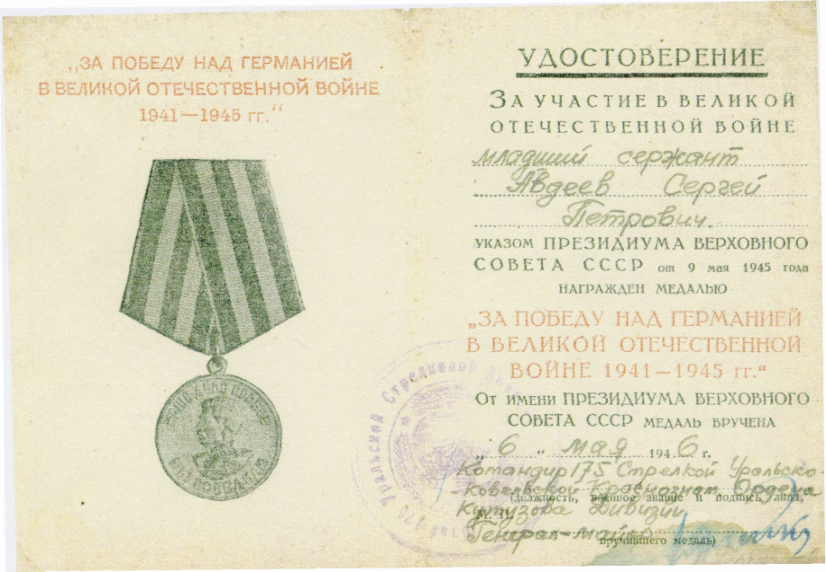 „ЗА ПОБЕДУ НАД ГЕРМАНИЕЙ
В ВЕЛИКОЙ ОТЕЧЕСТВЕННОЙ ВОЙНЕ
1941—1945 гг.“
НАШЕ ДЕЛО ПРАВОЕ
МЫ ПОБЕДИЛИ
УДОСТОВЕРЕНИЕ
ЗА УЧАСТИЕ В ВЕЛИКОЙ
ОТЕЧЕСТВЕННОЙ ВОЙНЕ
младший сержант
Авдеев Сергей
Петрович.
УКАЗОМ ПРЕЗИДИУМА ВЕРХОВНОГО
СОВЕТА СССР от 9 мая 1945 года
НАГРАЖДЕН МЕДАЛЬЮ
„ЗА ПОБЕДУ НАД ГЕРМАНИЕЙ
В ВЕЛИКОЙ ОТЕЧЕСТВЕННОЙ
ВОЙНЕ 1941—1945 гг.“
От имени ПРЕЗИДИУМА ВЕРХОВНОГО
СОВЕТА СССР МЕДАЛЬ ВРУЧЕНА
„6“ мая 1946 г.
Командир 175 Стрелкой Уральско-
-Ковельской Краснознам Ордена
(должность, военное звание и подпись лица,
Кутузова Дивизии
М. П.
Генерал-майор
вручившего медаль)
175 Уральской Стрелковой